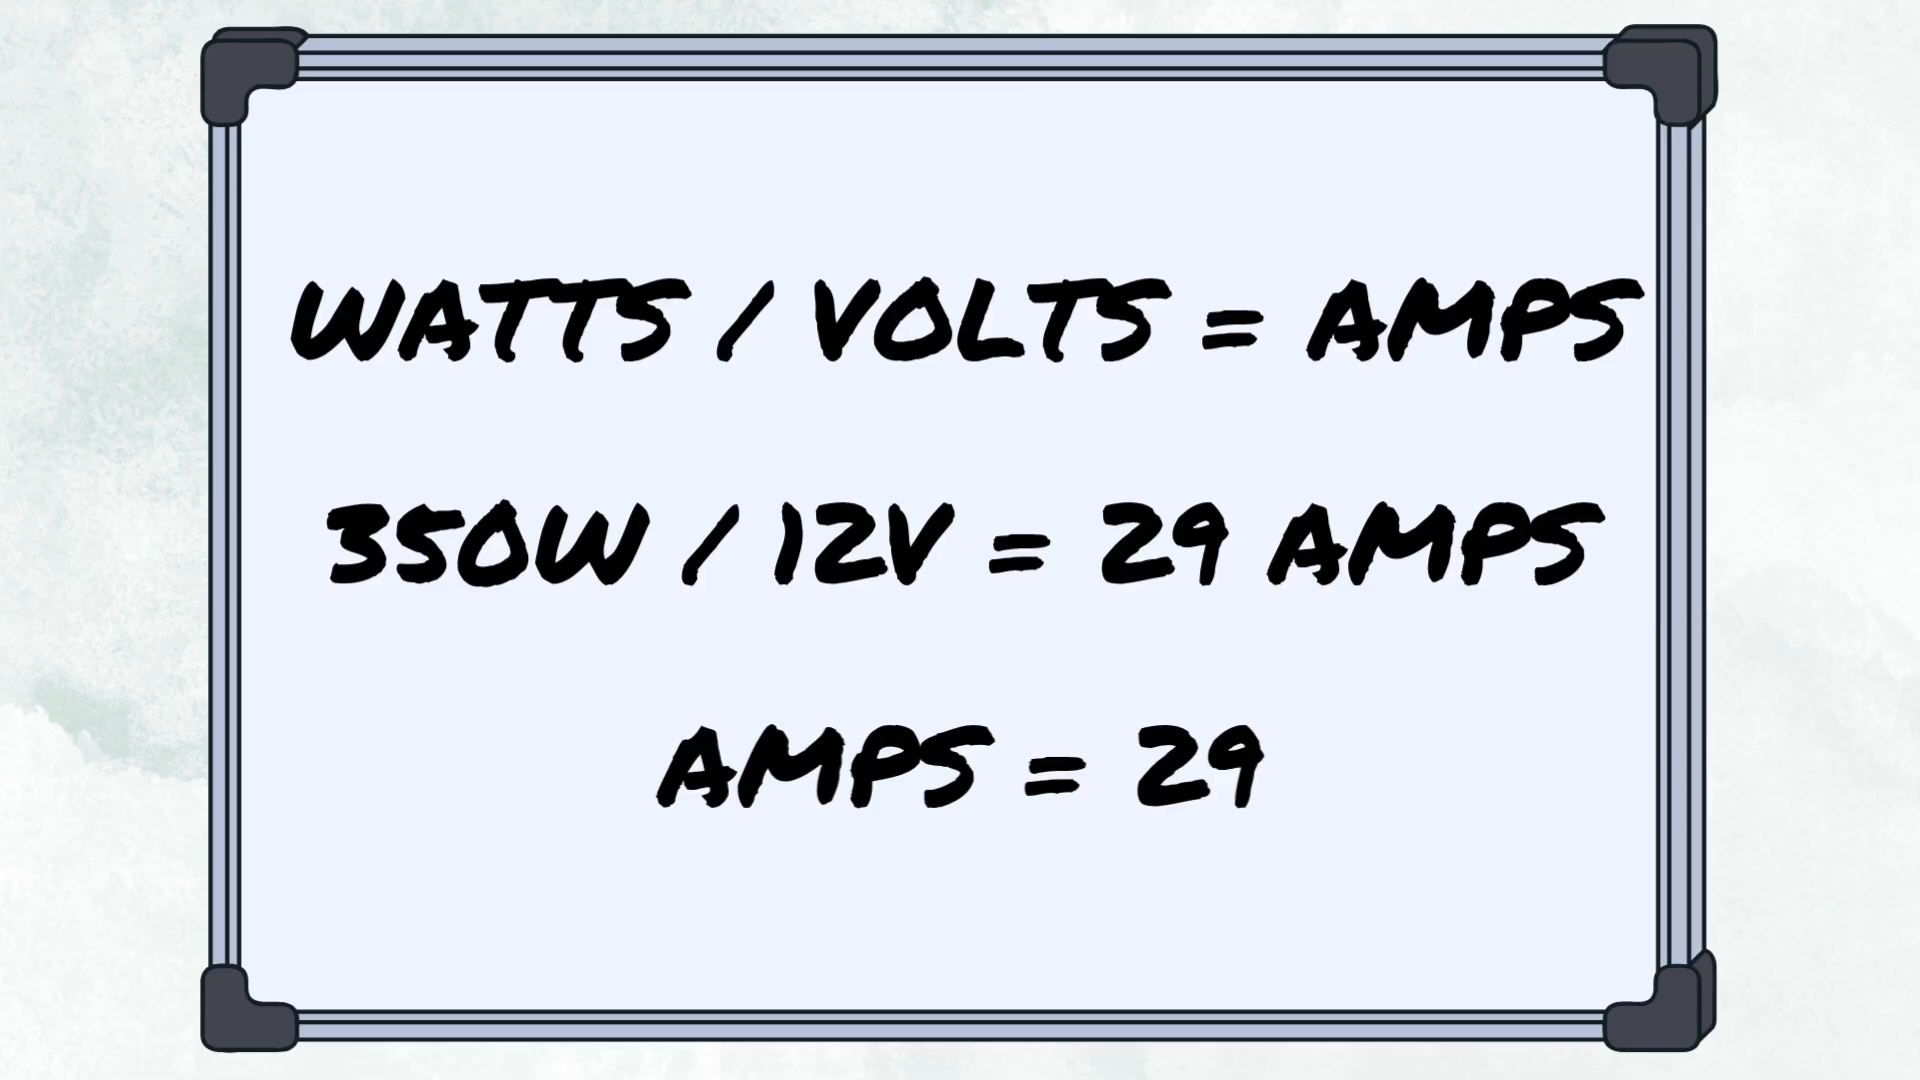 WATTS / VOLTS = AMPS
350W / 12V = 29 AMPS
AMPS = 29